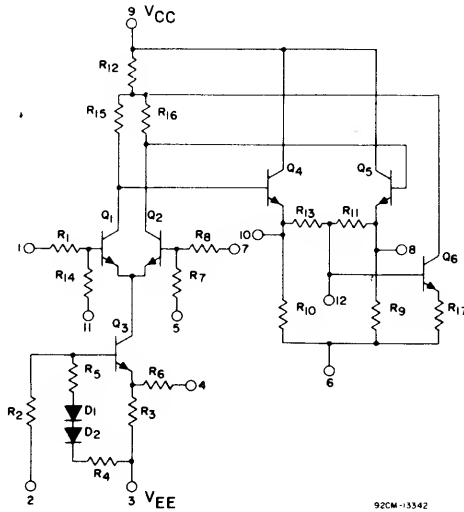 9 VCC
R12
R15 R16
Q4 Q5
Q1 Q2
R13 R11
1 R1 R8 7
10 8 Q6
R14 R7
11 5
12
R10 R9 R17
Q3
R6 4
6
R5
R2 D1 R3
D2
R4
2 3 VEE
92CM-13342